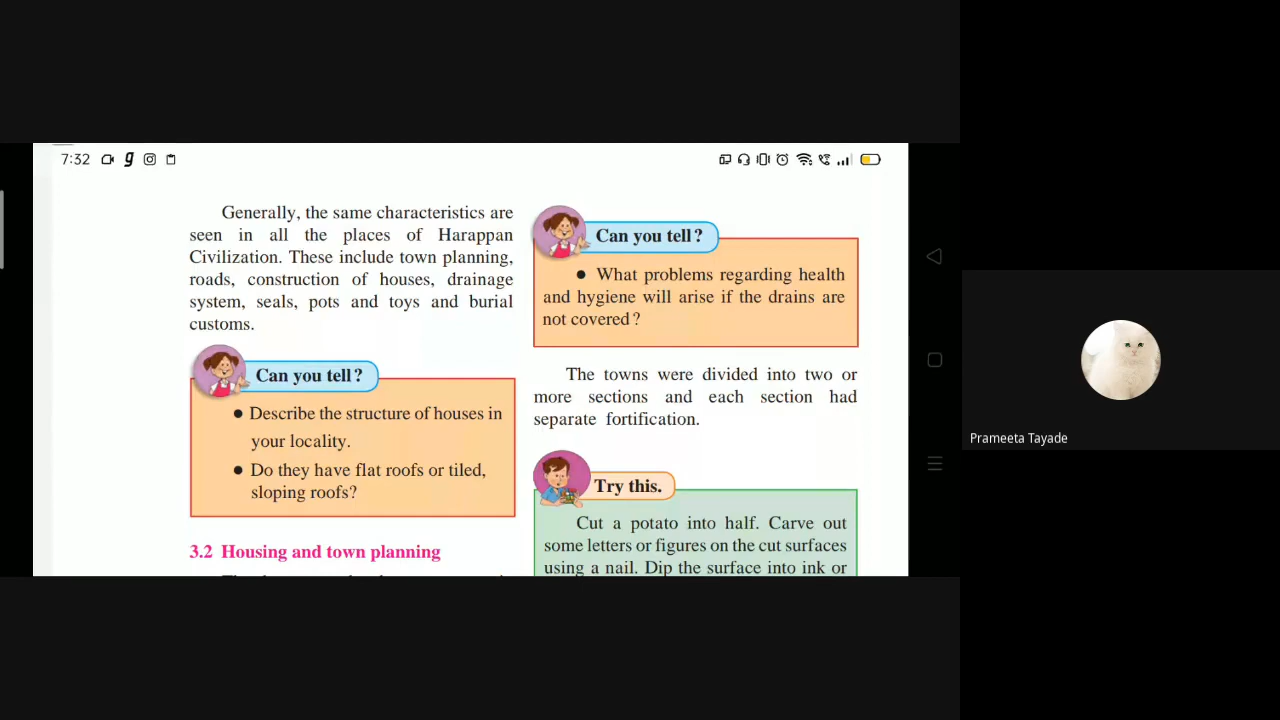 7:32
Generally, the same characteristics are
seen in all the places of Harappan
Civilization. These include town planning,
roads, construction of houses, drainage
system, seals, pots and toys and burial
customs.
Can you tell?
● Describe the structure of houses in
your locality.
● Do they have flat roofs or tiled,
sloping roofs?
3.2 Housing and town planning
Can you tell?
● What problems regarding health
and hygiene will arise if the drains are
not covered?
The towns were divided into two or
more sections and each section had
separate fortification.
Try this.
Cut a potato into half. Carve out
some letters or figures on the cut surfaces
using a nail. Dip the surface into ink or
Prameeta Tayade